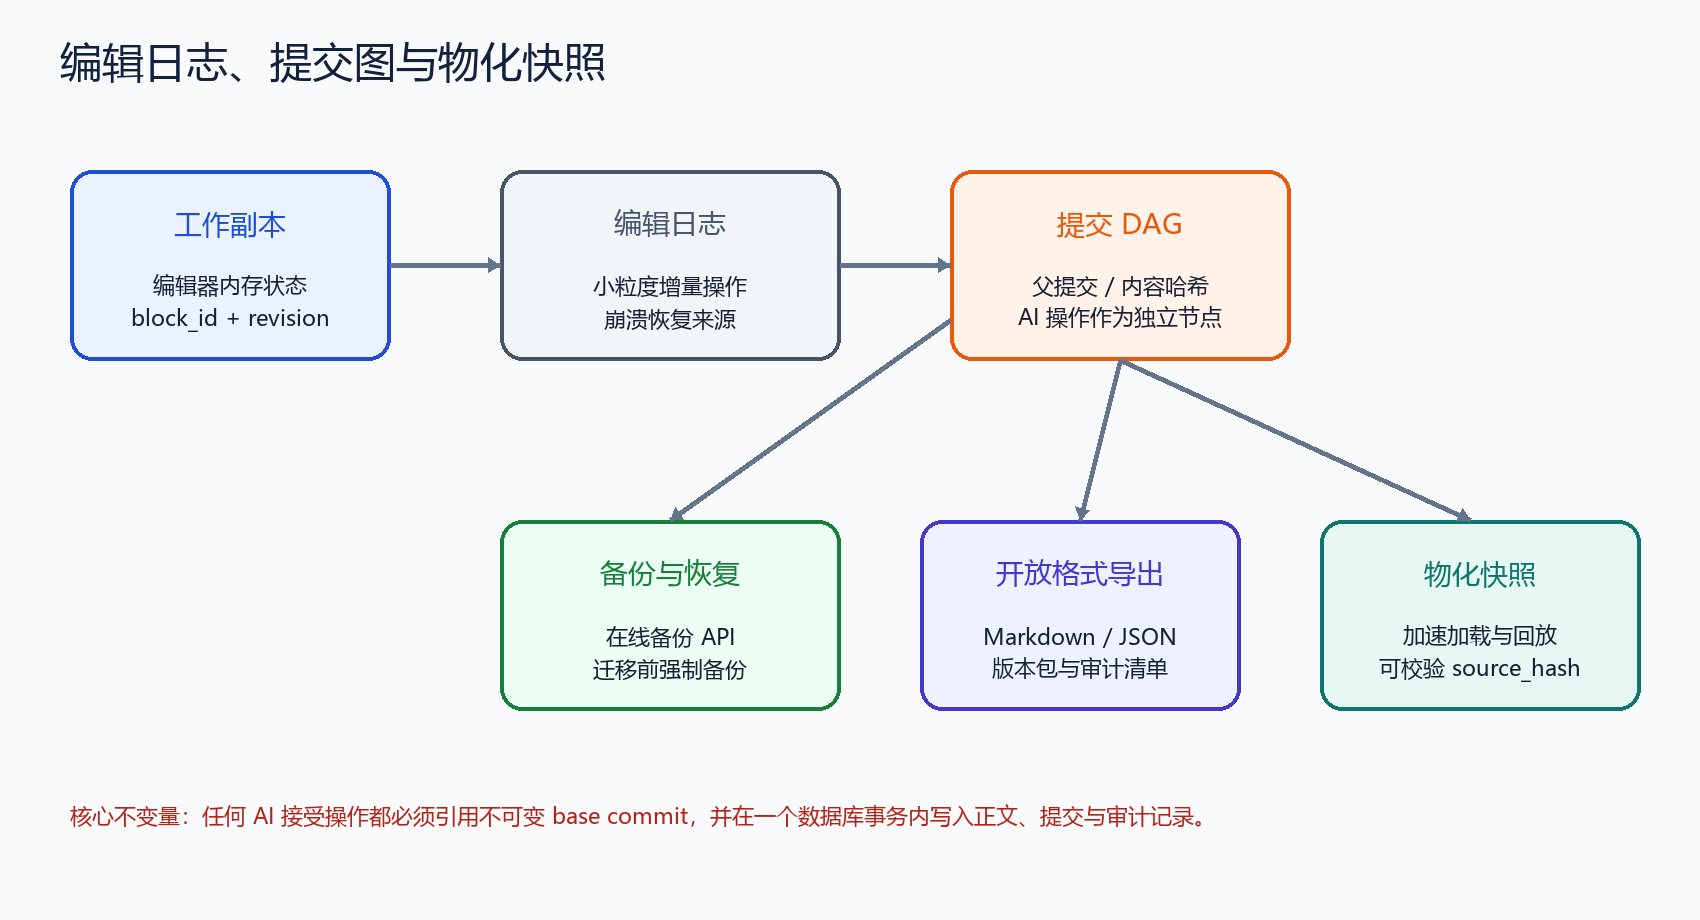 编辑日志、提交图与物化快照
工作副本
编辑器内存状态
block_id + revision
编辑日志
小粒度增量操作
崩溃恢复来源
提交 DAG
父提交 / 内容哈希
AI 操作作为独立节点
备份与恢复
在线备份 API
迁移前强制备份
开放格式导出
Markdown / JSON
版本包与审计清单
物化快照
加速加载与回放
可校验 source_hash
核心不变量：任何 AI 接受操作都必须引用不可变 base commit，并在一个数据库事务内写入正文、提交与审计记录。